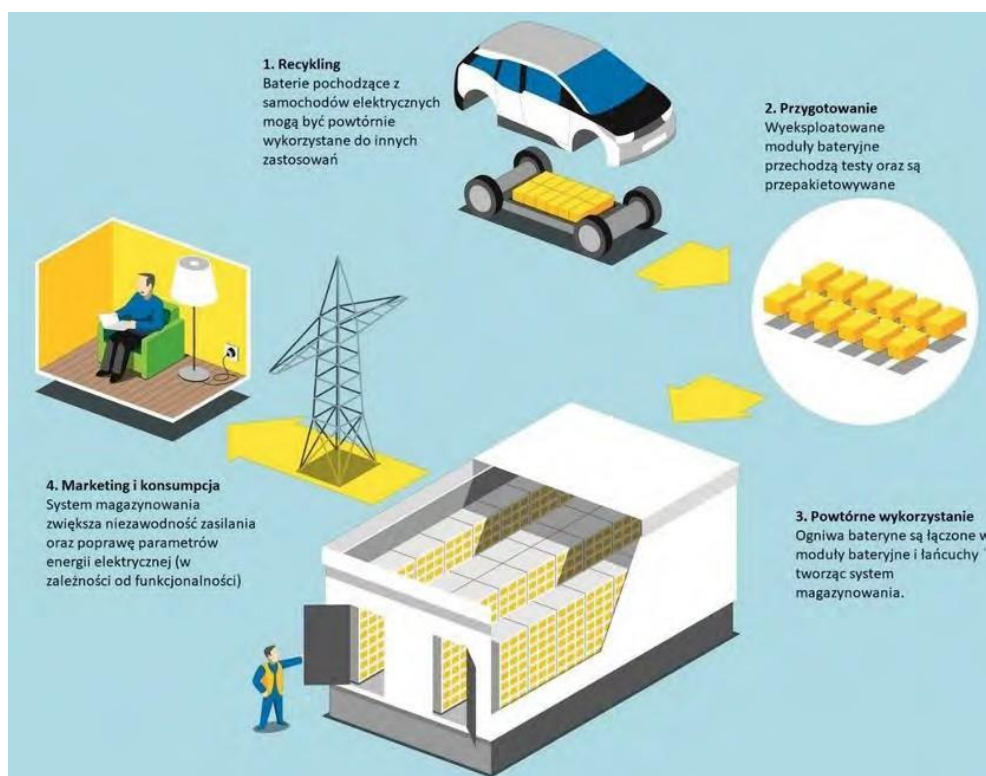 1. Recykling
Baterie pochodzące z
samochodów elektrycznych
mogą być powtórnie
wykorzystane do innych
zastosowań
2. Przygotowanie
Wyeksploatowane
moduły bateryjne
przechodzą testy oraz są
przepakietowywane
3. Powtórne wykorzystanie
Ogniwa bateryne są łączone w
moduły bateryjne i łańcuchy
tworząc system
magazynowania.
4. Marketing i konsumpcja
System magazynowania
zwiększa niezawodność zasilania
oraz poprawę parametrów
energii elektrycznej (w
zależności od funkcjonalności)